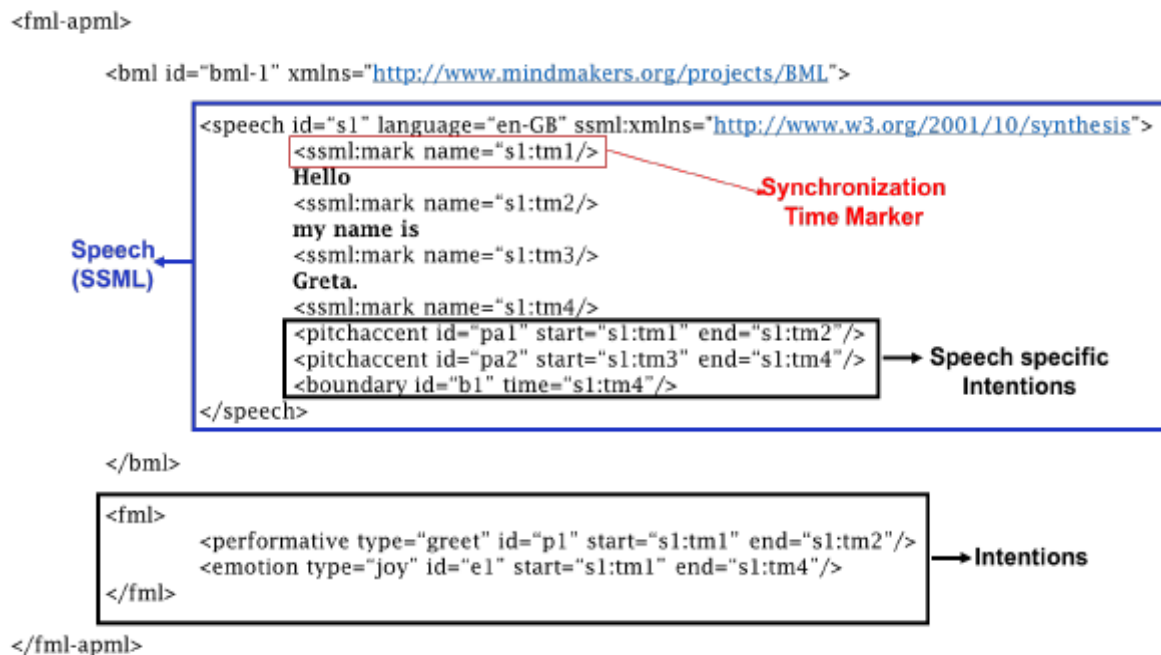 <fml-apml>
<bml id=“bml-1” xmlns="http://www.mindmakers.org/projects/BML”>
<speech id=“s1” language=“en-GB” ssml:xmlns="http://www.w3.org/2001/10/synthesis”>
<ssml:mark name=“s1:tm1/>
Hello
<ssml:mark name=“s1:tm2/>
my name is
<ssml:mark name=“s1:tm3/>
Greta.
<ssml:mark name=“s1:tm4/>
<pitchaccent id=“pa1” start=“s1:tm1” end=“s1:tm2”/>
<pitchaccent id=“pa2” start=“s1:tm3” end=“s1:tm4”/>
<boundary id=“b1” time=“s1:tm4”/>
</speech>
Synchronization
Time Marker
Speech
(SSML)
Speech specific
Intentions
</bml>
<fml>
<performative type=“greet” id=“p1” start=“s1:tm1” end=“s1:tm2”/>
<emotion type=“joy” id=“e1” start=“s1:tm1” end=“s1:tm4”/>
</fml>
Intentions
</fml-apml>